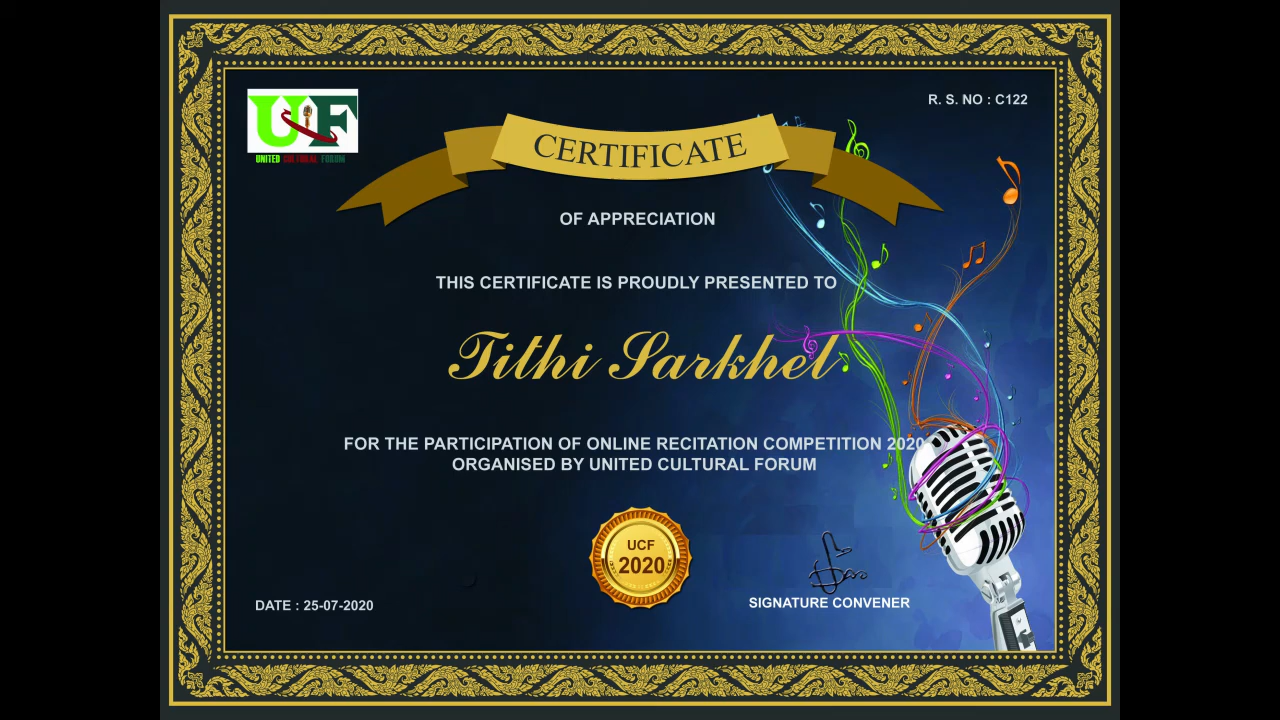 UF
UNITED CULTURAL FORUM
R. S. NO : C122
CERTIFICATE
OF APPRECIATION
THIS CERTIFICATE IS PROUDLY PRESENTED TO
Tithi Sarkhel
FOR THE PARTICIPATION OF ONLINE RECITATION COMPETITION 2020
ORGANISED BY UNITED CULTURAL FORUM
UCF
2020
DATE : 25-07-2020
SIGNATURE CONVENER